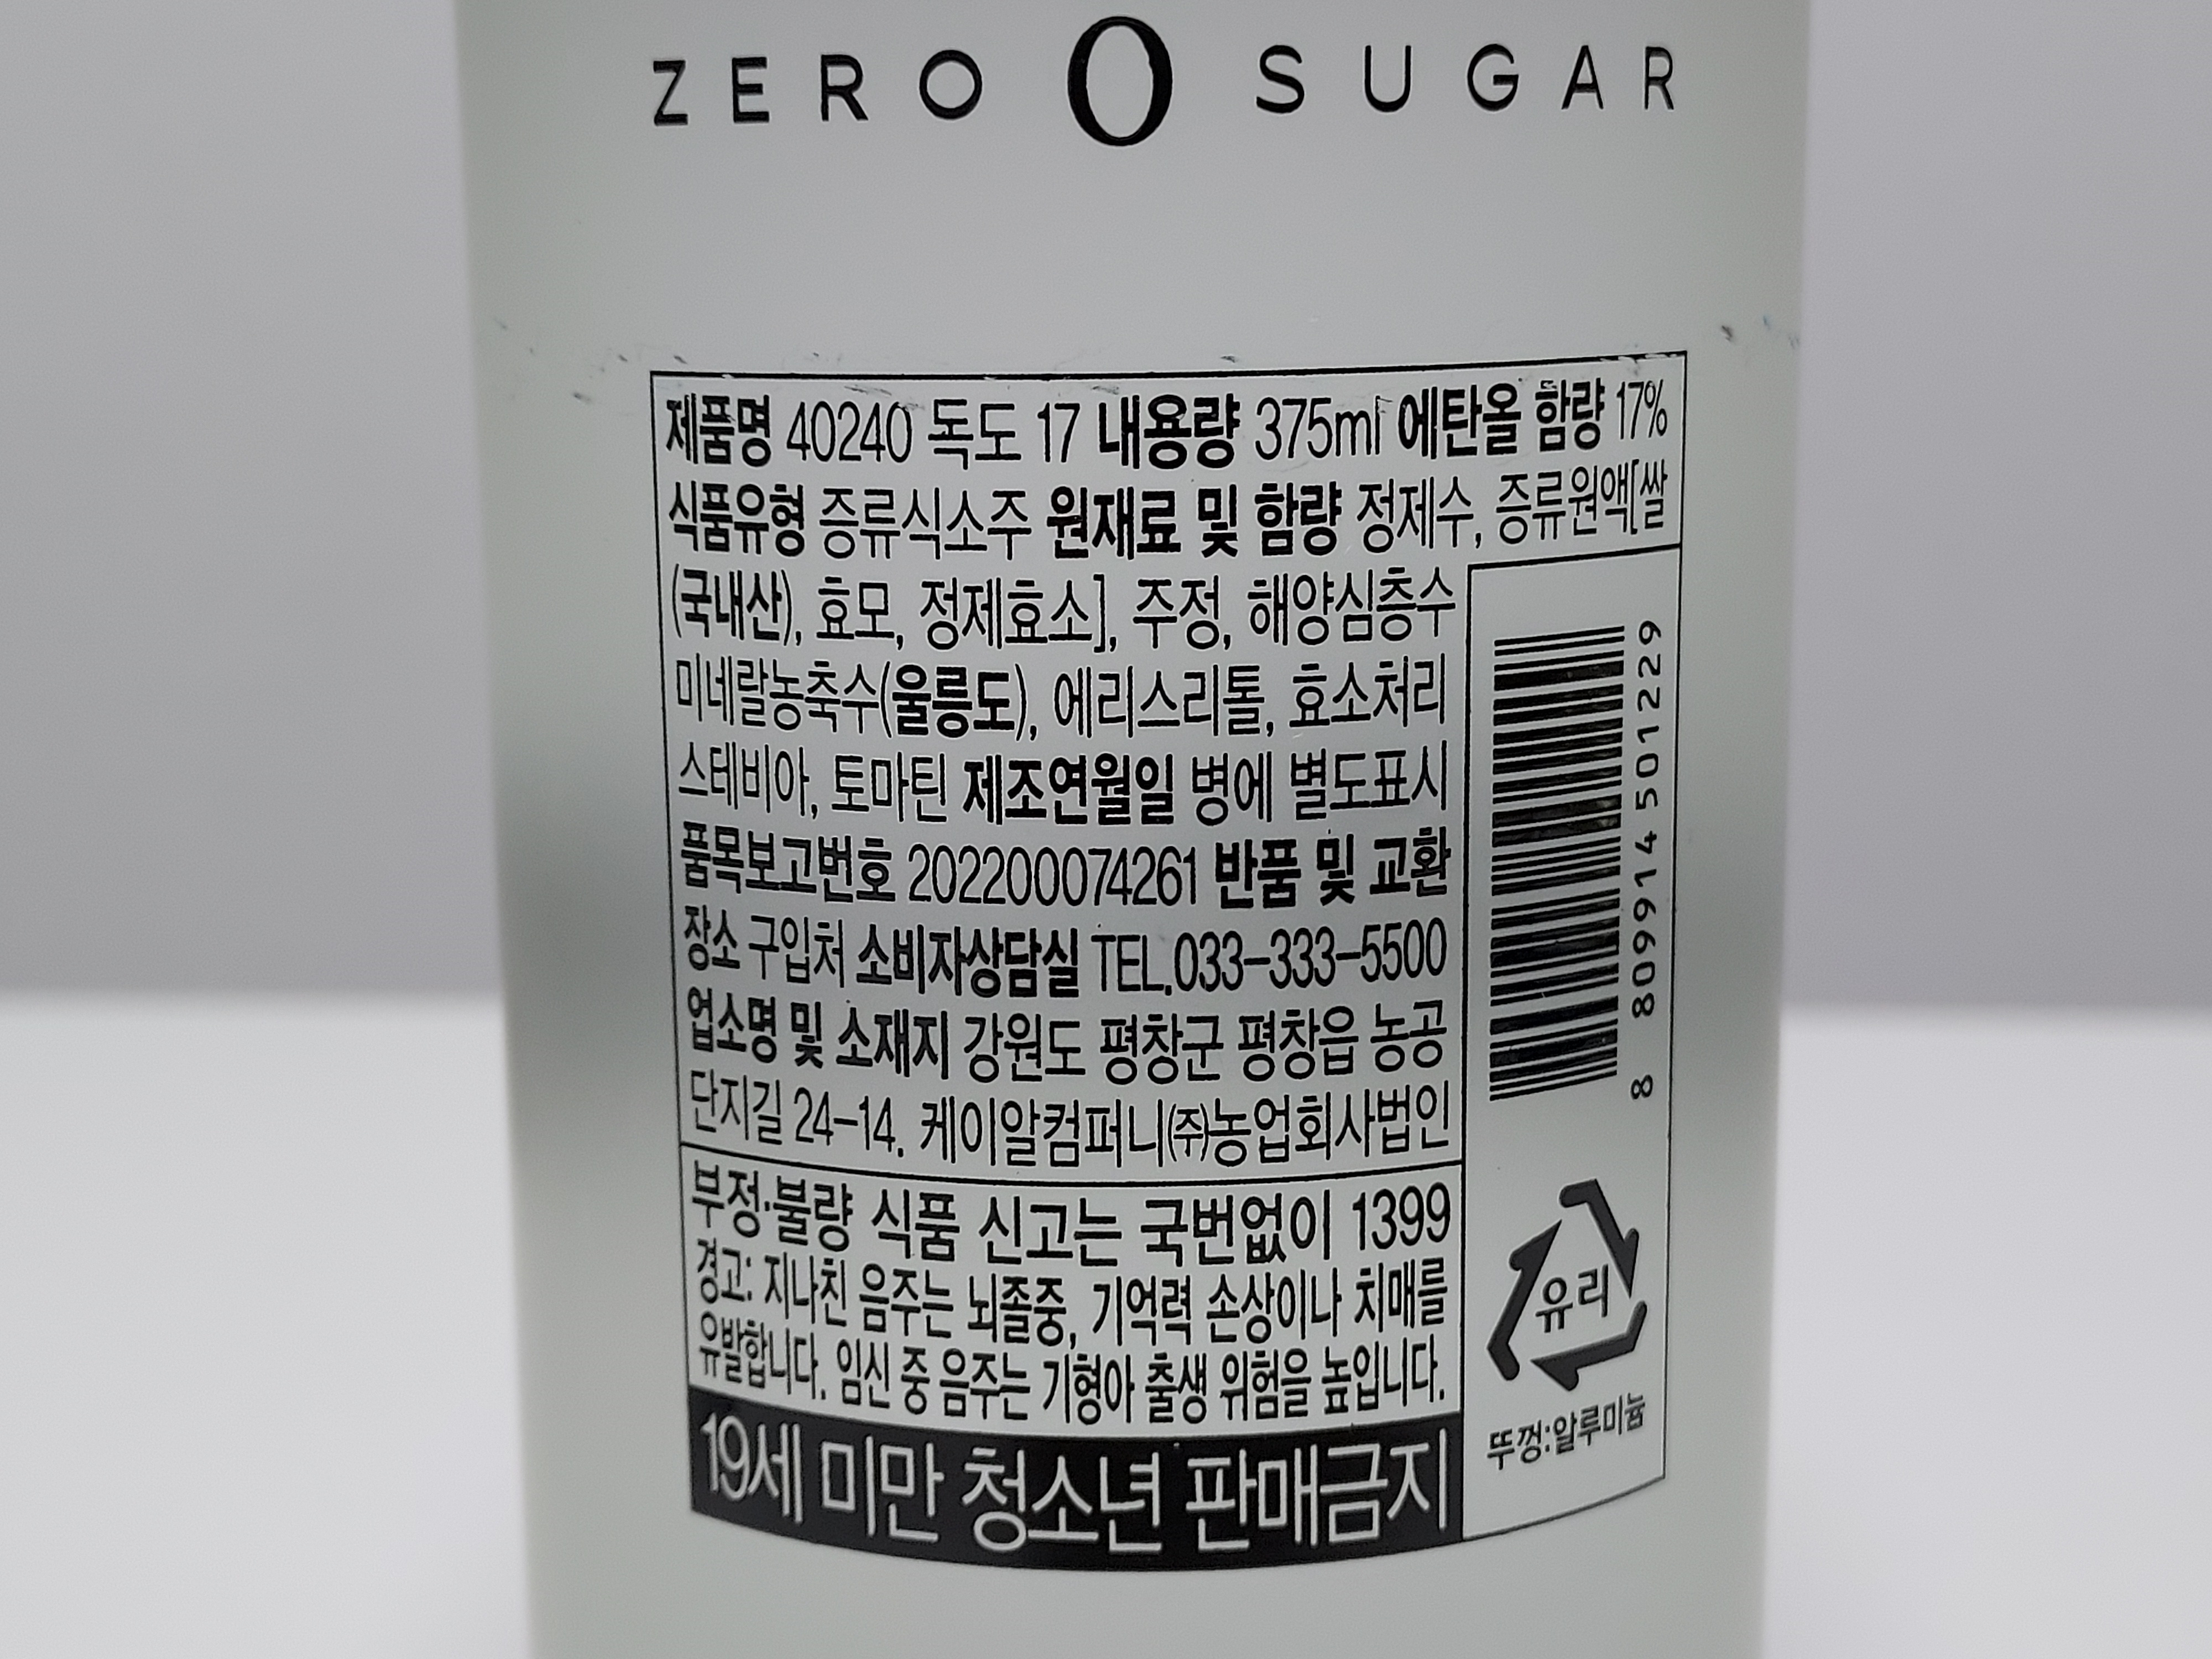 ZERO 0 SUGAR
제품명 40240 독도 17 내용량 375ml 에탄올 함량 17%
식품유형 증류식소주 원재료 및 함량 정제수, 증류원액[쌀
(국내산), 효모, 정제효소], 주정, 해양심층수
미네랄농축수(울릉도), 에리스리톨, 효소처리
스테비아, 토마틴 제조연월일 병에 별도표시
품목보고번호 202200074261 반품 및 교환
장소 구입처 소비자상담실 TEL.033-333-5500
업소명 및 소재지 강원도 평창군 평창읍 농공
단지길 24-14. 케이알컴퍼니㈜농업회사법인
부정·불량 식품 신고는 국번없이 1399
경고: 지나친 음주는 뇌졸중, 기억력 손상이나 치매를
유발합니다. 임신 중 음주는 기형아 출생 위험을 높입니다.
19세 미만 청소년 판매금지
8 809914 501229
유리
뚜껑:알루미늄